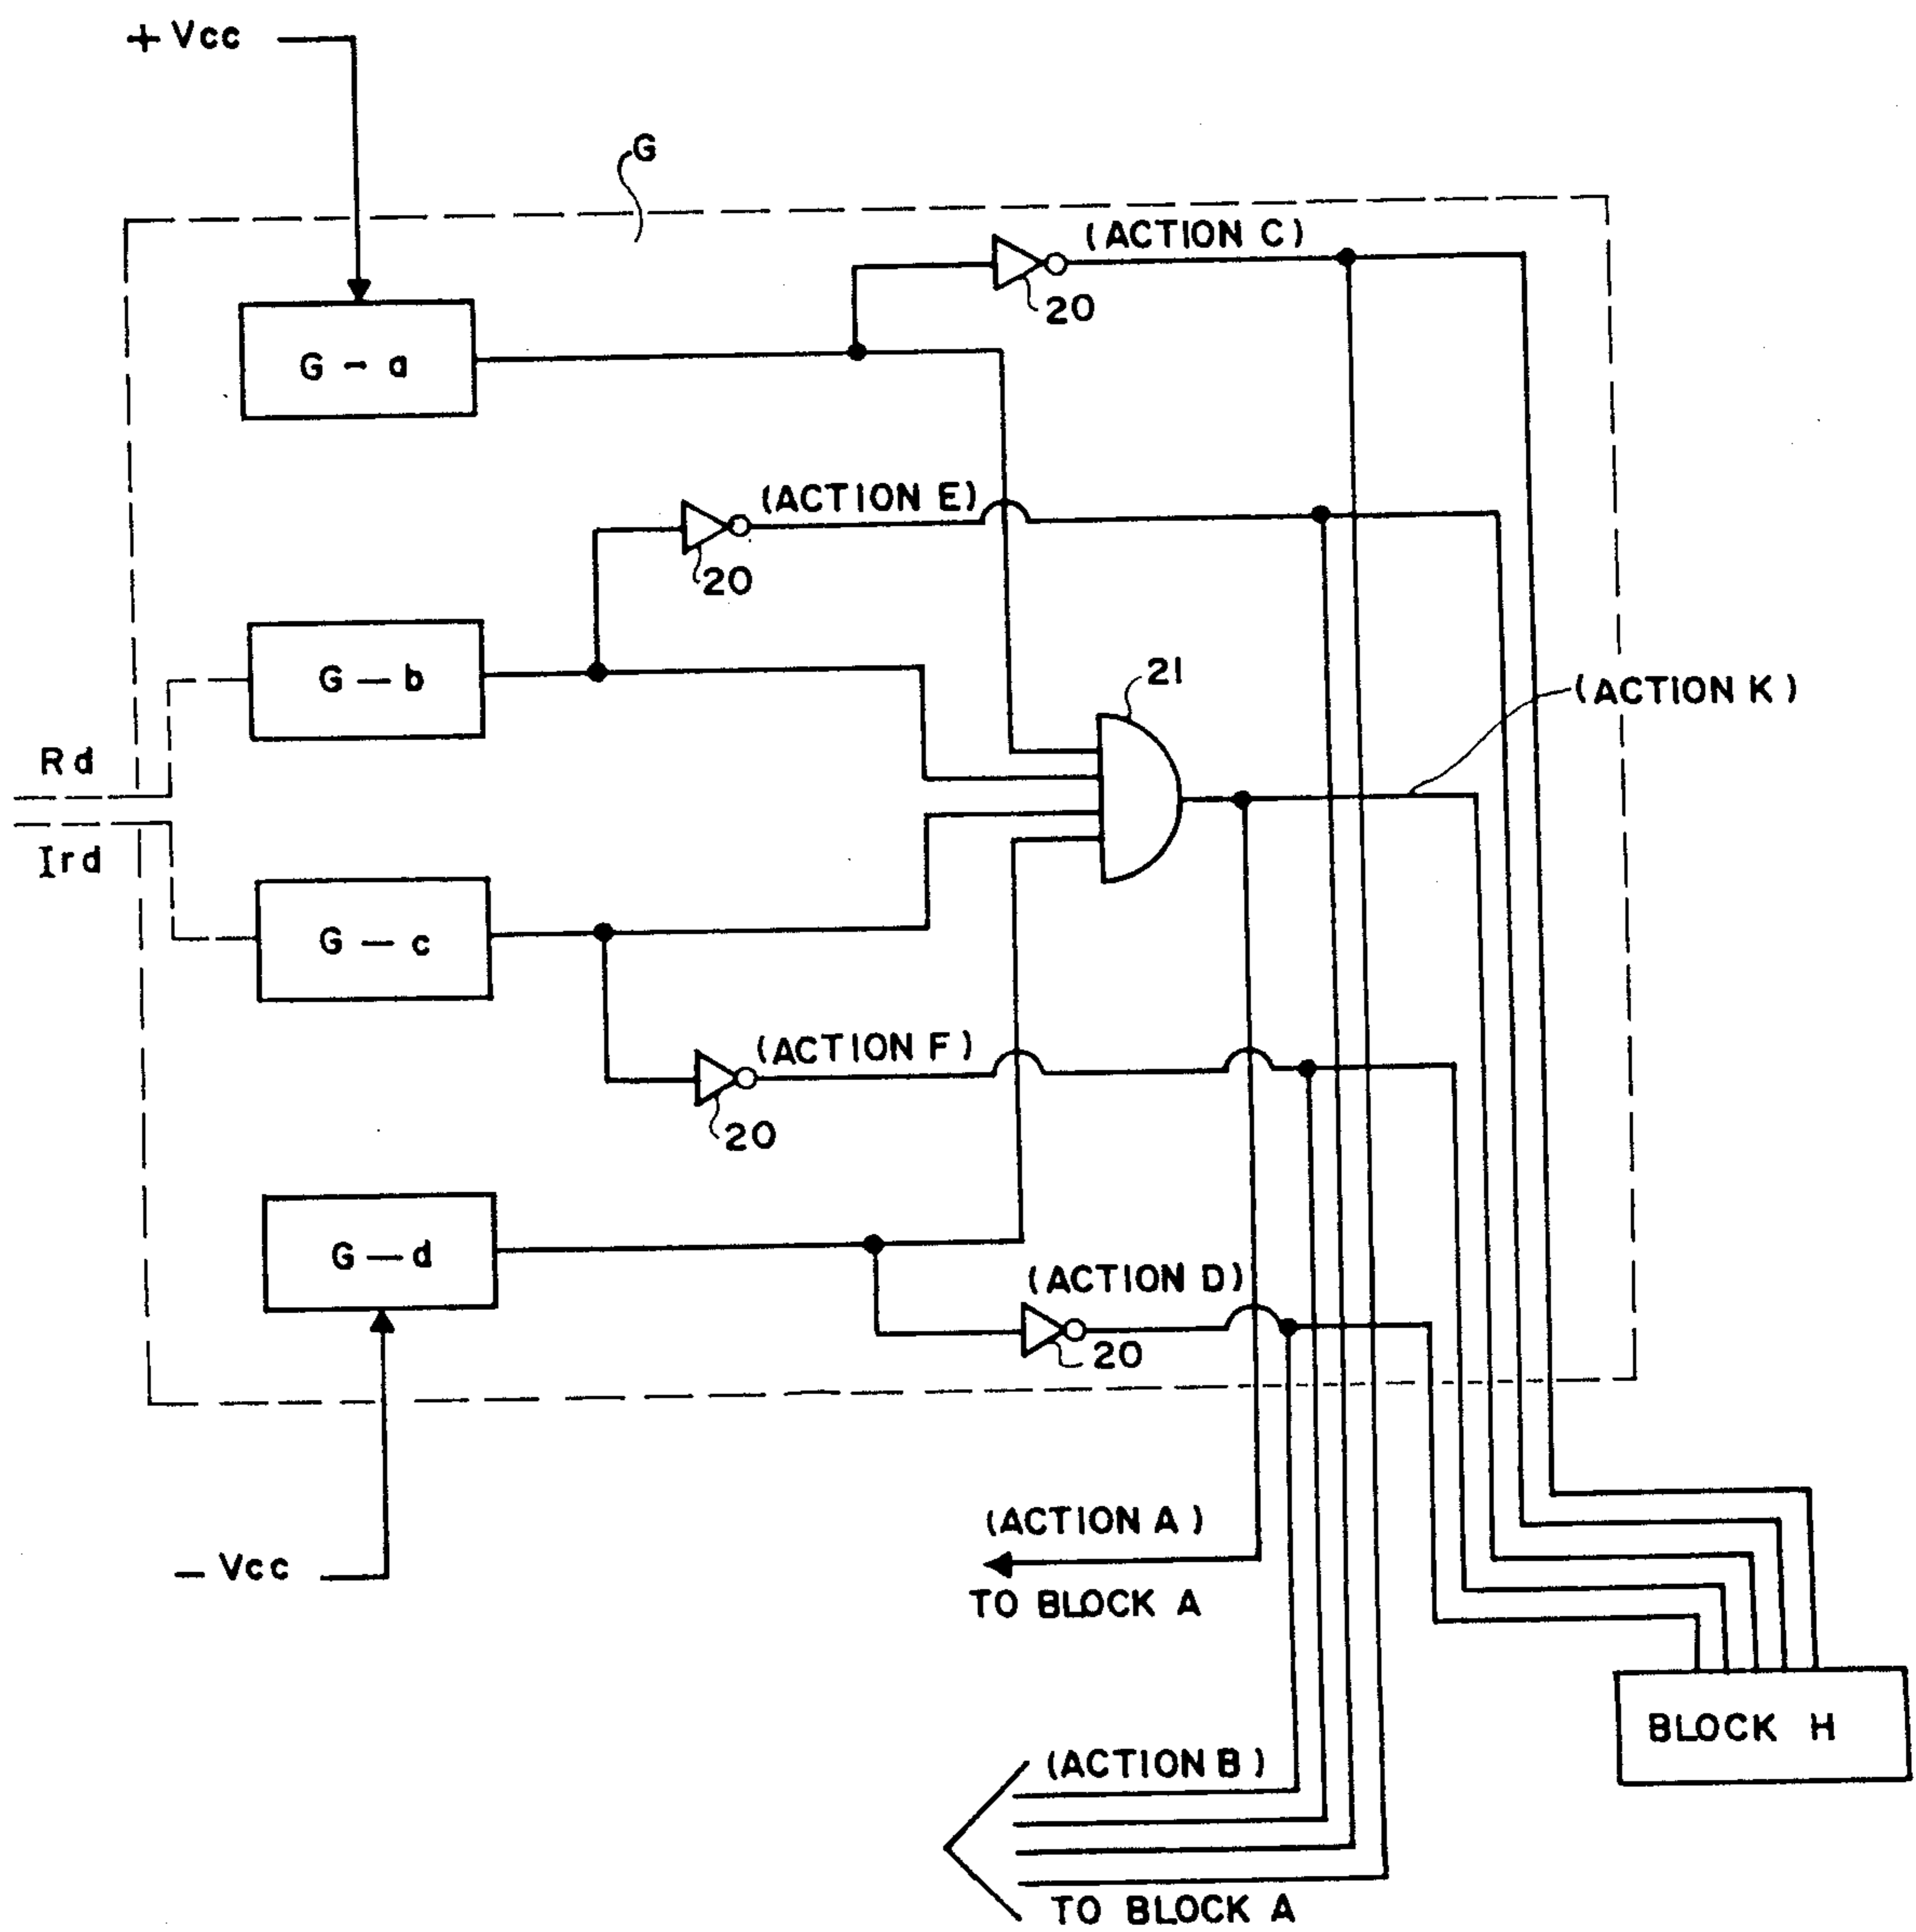 + Vcc
G
(ACTION C)
20
G - a
(ACTION E)
20
G - b
21
(ACTION K)
Rd
Ird
G - c
(ACTION F)
20
G - d
(ACTION D)
20
- Vcc
(ACTION A)
TO BLOCK A
BLOCK H
(ACTION B)
TO BLOCK A